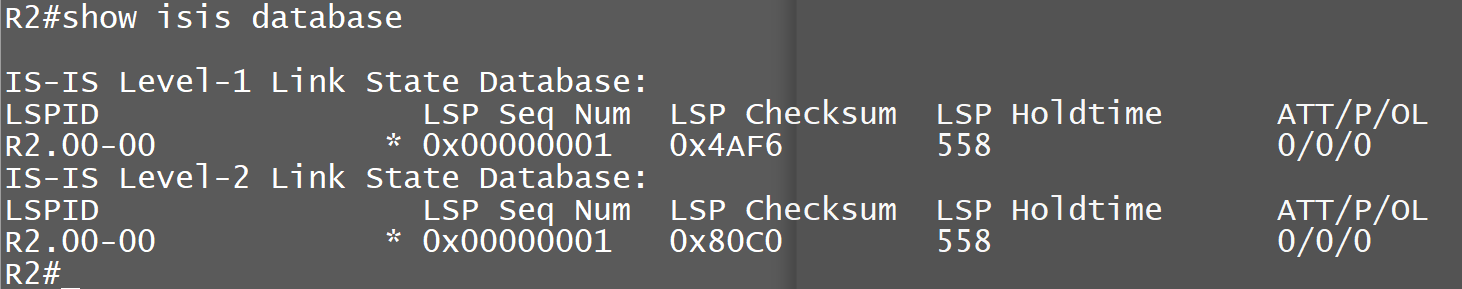 R2#show isis database

IS-IS Level-1 Link State Database:
LSPID                 LSP Seq Num  LSP Checksum  LSP Holdtime      ATT/P/OL
R2.00-00            * 0x00000001   0x4AF6        558               0/0/0
IS-IS Level-2 Link State Database:
LSPID                 LSP Seq Num  LSP Checksum  LSP Holdtime      ATT/P/OL
R2.00-00            * 0x00000001   0x80C0        558               0/0/0
R2#_